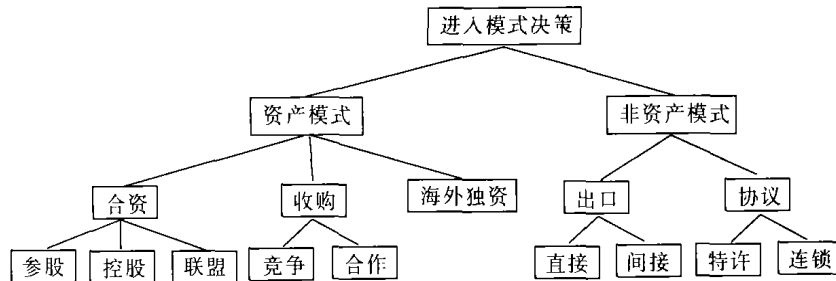 进入模式决策
资产模式
非资产模式
合资
收购
海外独资
出口
协议
参股
控股
联盟
竞争
合作
直接
间接
特许
连锁